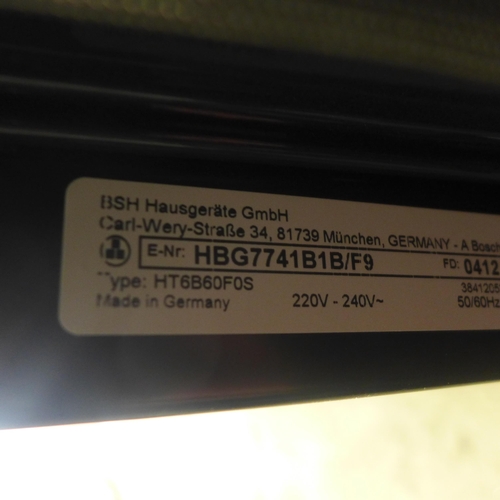 BSH Hausgeräte GmbH
Carl-Wery-Straße 34, 81739 München, GERMANY - A Bosch
E-Nr: HBG7741B1B/F9 FD: 0412
Type: HT6B60F0S 3841205
Made in Germany 220V - 240V~ 50/60Hz